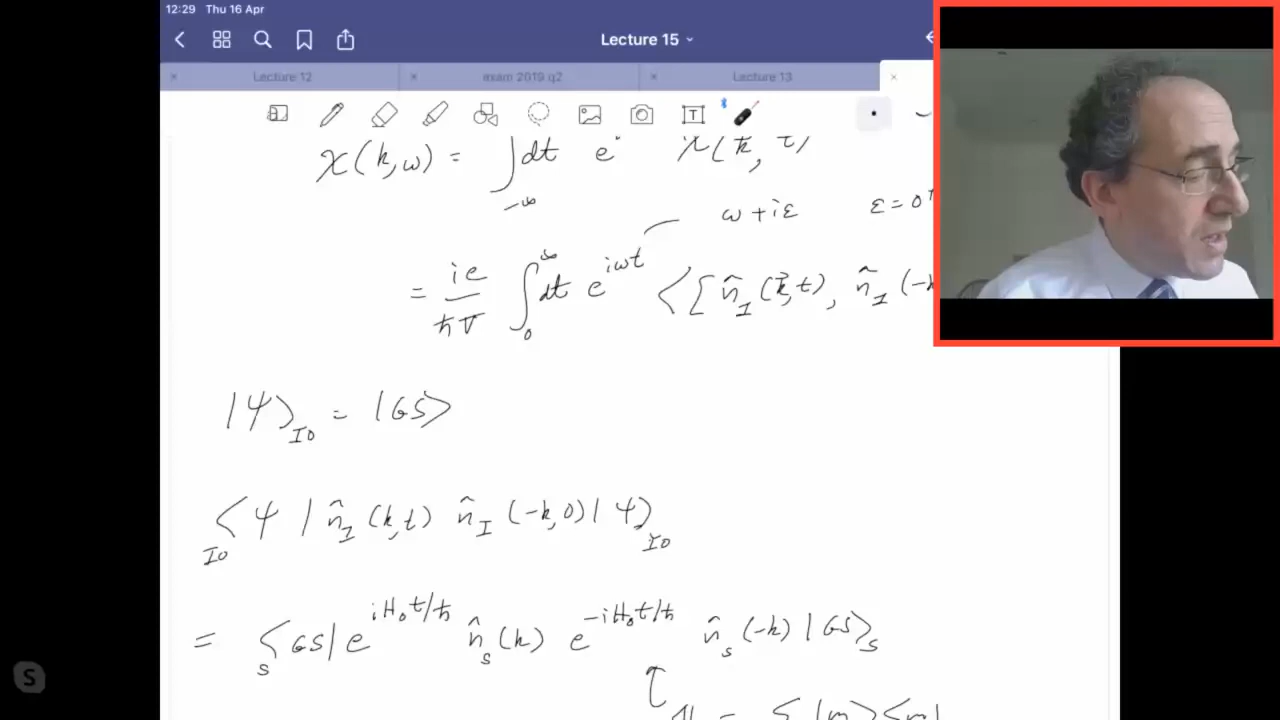 12:29 Thu 16 Apr
Lecture 15
Lecture 12 exam 2019 q2 Lecture 13
χ(k,ω) = ∫_{-∞} dt e^i χ(k, t)
ω + iε ε = 0⁺
= ie/ħV ∫_0^∞ dt e^{iωt} ⟨[n̂_I(k⃗,t), n̂_I(-k
|Ψ⟩_{I0} = |GS⟩
_{I0}⟨Ψ| n̂_I(k,t) n̂_I(-k,0)|Ψ⟩_{I0}
= _S⟨GS| e^{iH₀t/ħ} n̂_S(k) e^{-iH₀t/ħ} n̂_S(-k) |GS⟩_S
= |m⟩⟨m|
S